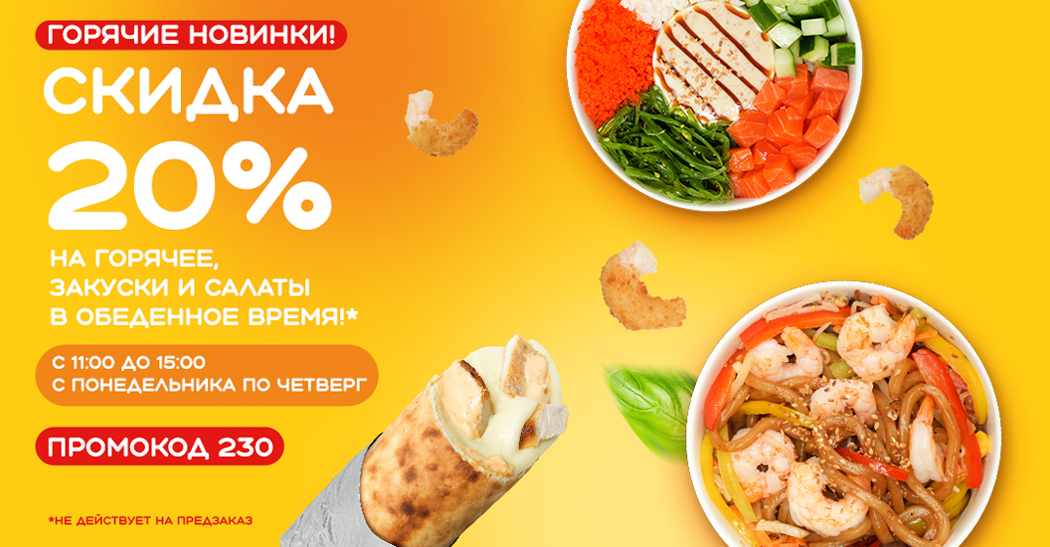 ГОРЯЧИЕ НОВИНКИ!
СКИДКА
20%
НА ГОРЯЧЕЕ,
ЗАКУСКИ И САЛАТЫ
В ОБЕДЕННОЕ ВРЕМЯ!*
С 11:00 ДО 15:00
С ПОНЕДЕЛЬНИКА ПО ЧЕТВЕРГ
ПРОМОКОД 230
*НЕ ДЕЙСТВУЕТ НА ПРЕДЗАКАЗ